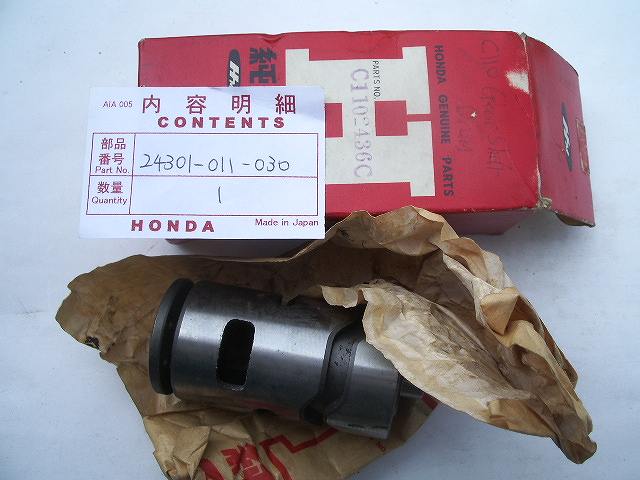 AIA 005 内容明細
CONTENTS
部品
番号
Part No.
24301-011-030
数量
Quantity
1
HONDA Made in Japan
純
H
PARTS NO.
C1102436C
HONDA GENUINE PARTS
C110